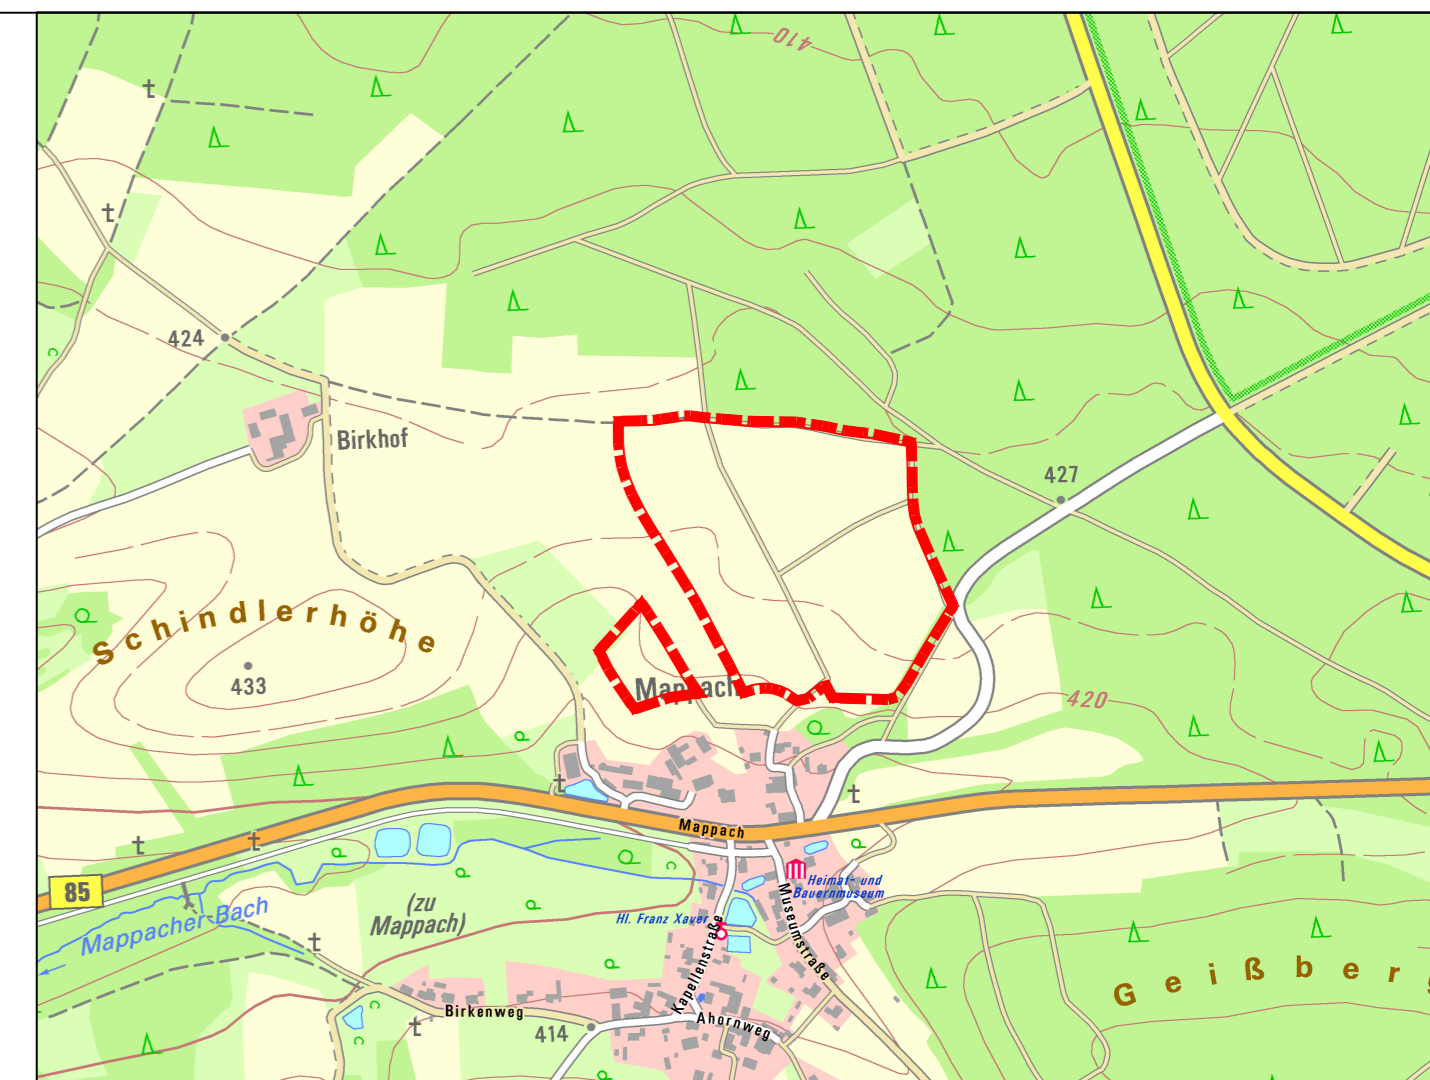 410
424
Birkhof
427
Schindlerhöhe
433
Mappach
420
Mappach
85
Heimat- und
Bauernmuseum
(zu
Mappach)
Mappacher Bach
Hl. Franz Xaver
Museumstraße
Kapellenstraße
Geißber
Birkenweg
414
Ahornweg